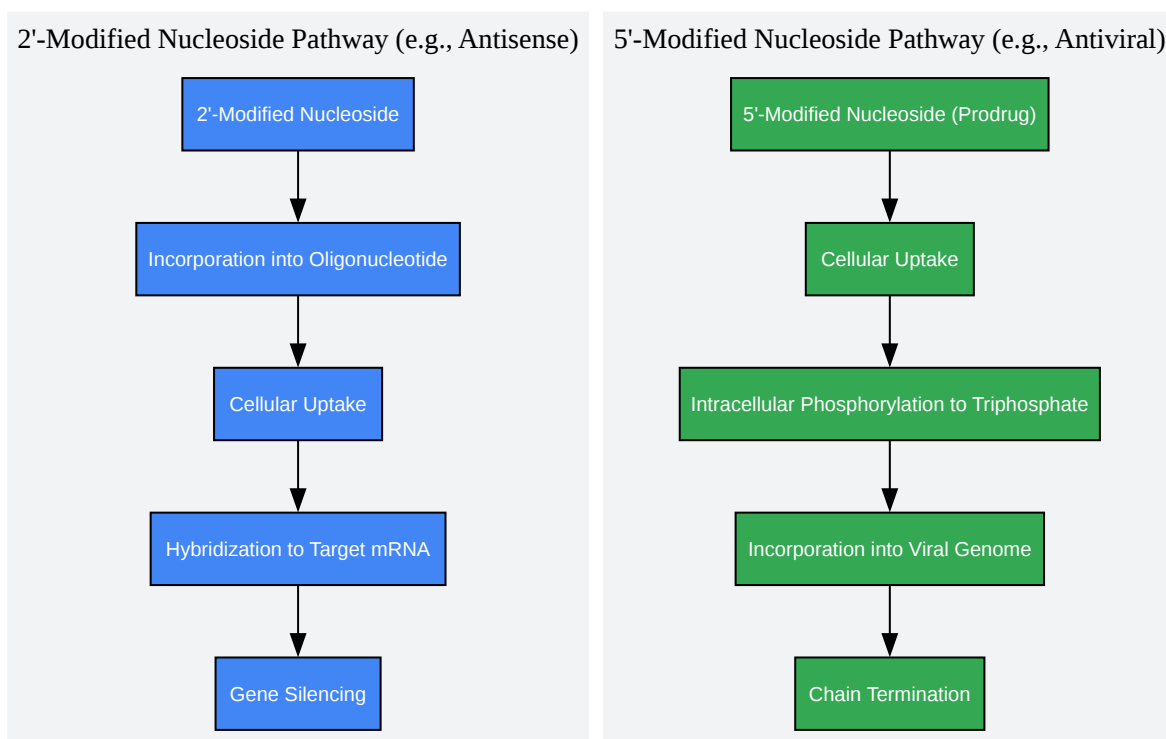 2'-Modified Nucleoside Pathway (e.g., Antisense)
2'-Modified Nucleoside
Incorporation into Oligonucleotide
Cellular Uptake
Hybridization to Target mRNA
Gene Silencing
5'-Modified Nucleoside Pathway (e.g., Antiviral)
5'-Modified Nucleoside (Prodrug)
Cellular Uptake
Intracellular Phosphorylation to Triphosphate
Incorporation into Viral Genome
Chain Termination